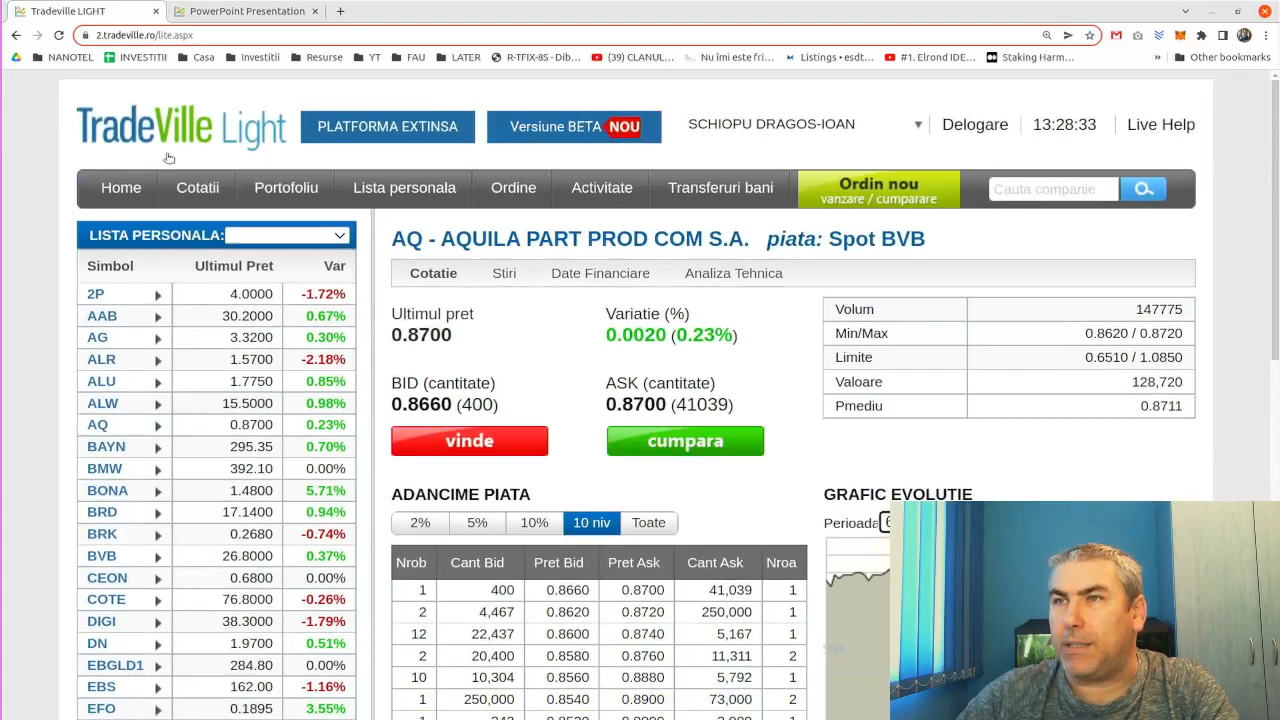 Tradeville LIGHT
PowerPoint Presentation
2.tradeville.ro/lite.aspx
NANOTEL INVESTITII Casa Investitii Resurse YT FAU LATER R-TFIX-8S - Dib... (39) CLANUL... Nu îmi este fri... Listings • esdt... #1. Elrond IDE... Staking Harm... » Other bookmarks
TradeVille Light
PLATFORMA EXTINSA
Versiune BETA NOU
SCHIOPU DRAGOS-IOAN
Delogare
13:28:33
Live Help
Home Cotatii Portofoliu Lista personala Ordine Activitate Transferuri bani
Ordin nou
vanzare / cumparare
Cauta companie
LISTA PERSONALA:
Simbol Ultimul Pret Var
2P 4.0000 -1.72%
AAB 30.2000 0.67%
AG 3.3200 0.30%
ALR 1.5700 -2.18%
ALU 1.7750 0.85%
ALW 15.5000 0.98%
AQ 0.8700 0.23%
BAYN 295.35 0.70%
BMW 392.10 0.00%
BONA 1.4800 5.71%
BRD 17.1400 0.94%
BRK 0.2680 -0.74%
BVB 26.8000 0.37%
CEON 0.6800 0.00%
COTE 76.8000 -0.26%
DIGI 38.3000 -1.79%
DN 1.9700 0.51%
EBGLD1 284.80 0.00%
EBS 162.00 -1.16%
EFO 0.1895 3.55%
AQ - AQUILA PART PROD COM S.A. piata: Spot BVB
Cotatie Stiri Date Financiare Analiza Tehnica
Ultimul pret
0.8700
Variatie (%)
0.0020 (0.23%)
BID (cantitate)
0.8660 (400)
ASK (cantitate)
0.8700 (41039)
vinde
cumpara
Volum 147775
Min/Max 0.8620 / 0.8720
Limite 0.6510 / 1.0850
Valoare 128,720
Pmediu 0.8711
ADANCIME PIATA
2% 5% 10% 10 niv Toate
Nrob Cant Bid Pret Bid Pret Ask Cant Ask Nroa
1 400 0.8660 0.8700 41,039 1
2 4,467 0.8620 0.8720 250,000 1
12 22,437 0.8600 0.8740 5,167 1
2 20,400 0.8580 0.8760 11,311 2
10 10,304 0.8560 0.8880 5,792 1
1 250,000 0.8540 0.8900 73,000 2
GRAFIC EVOLUTIE
Perioada